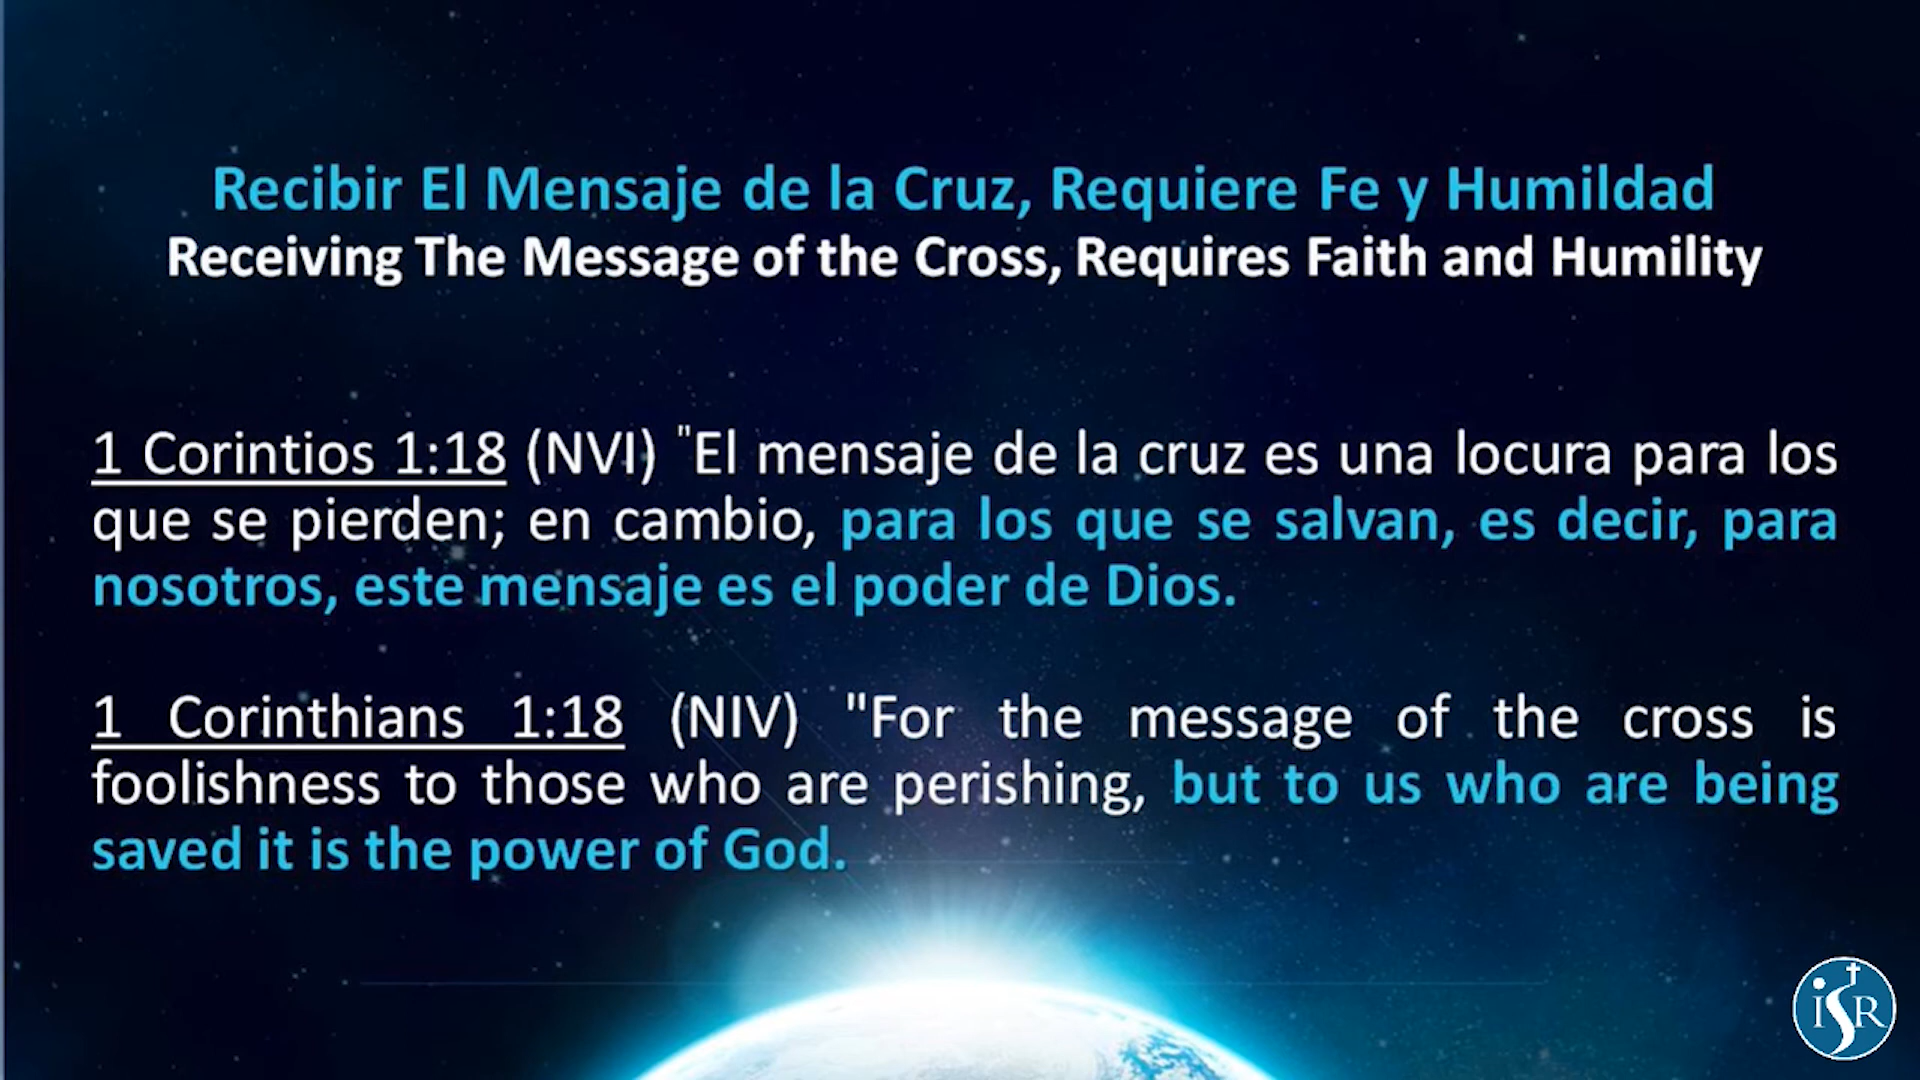 Recibir El Mensaje de la Cruz, Requiere Fe y Humildad
Receiving The Message of the Cross, Requires Faith and Humility
1 Corintios 1:18 (NVI) "El mensaje de la cruz es una locura para los
que se pierden; en cambio, para los que se salvan, es decir, para
nosotros, este mensaje es el poder de Dios.
1 Corinthians 1:18 (NIV) "For the message of the cross is
foolishness to those who are perishing, but to us who are being
saved it is the power of God.
iSR